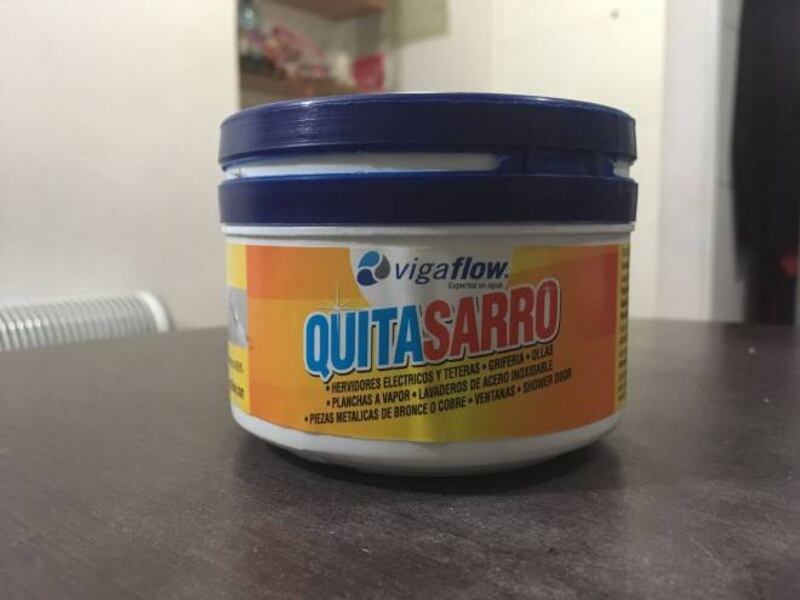 vigaflow.
Expertos en agua
QUITASARRO
• HERVIDORES ELECTRICOS Y TETERAS • GRIFERIA • OLLAS
• PLANCHAS A VAPOR • LAVADEROS DE ACERO INOXIDABLE
• PIEZAS METALICAS DE BRONCE O COBRE • VENTANAS • SHOWER DOOR